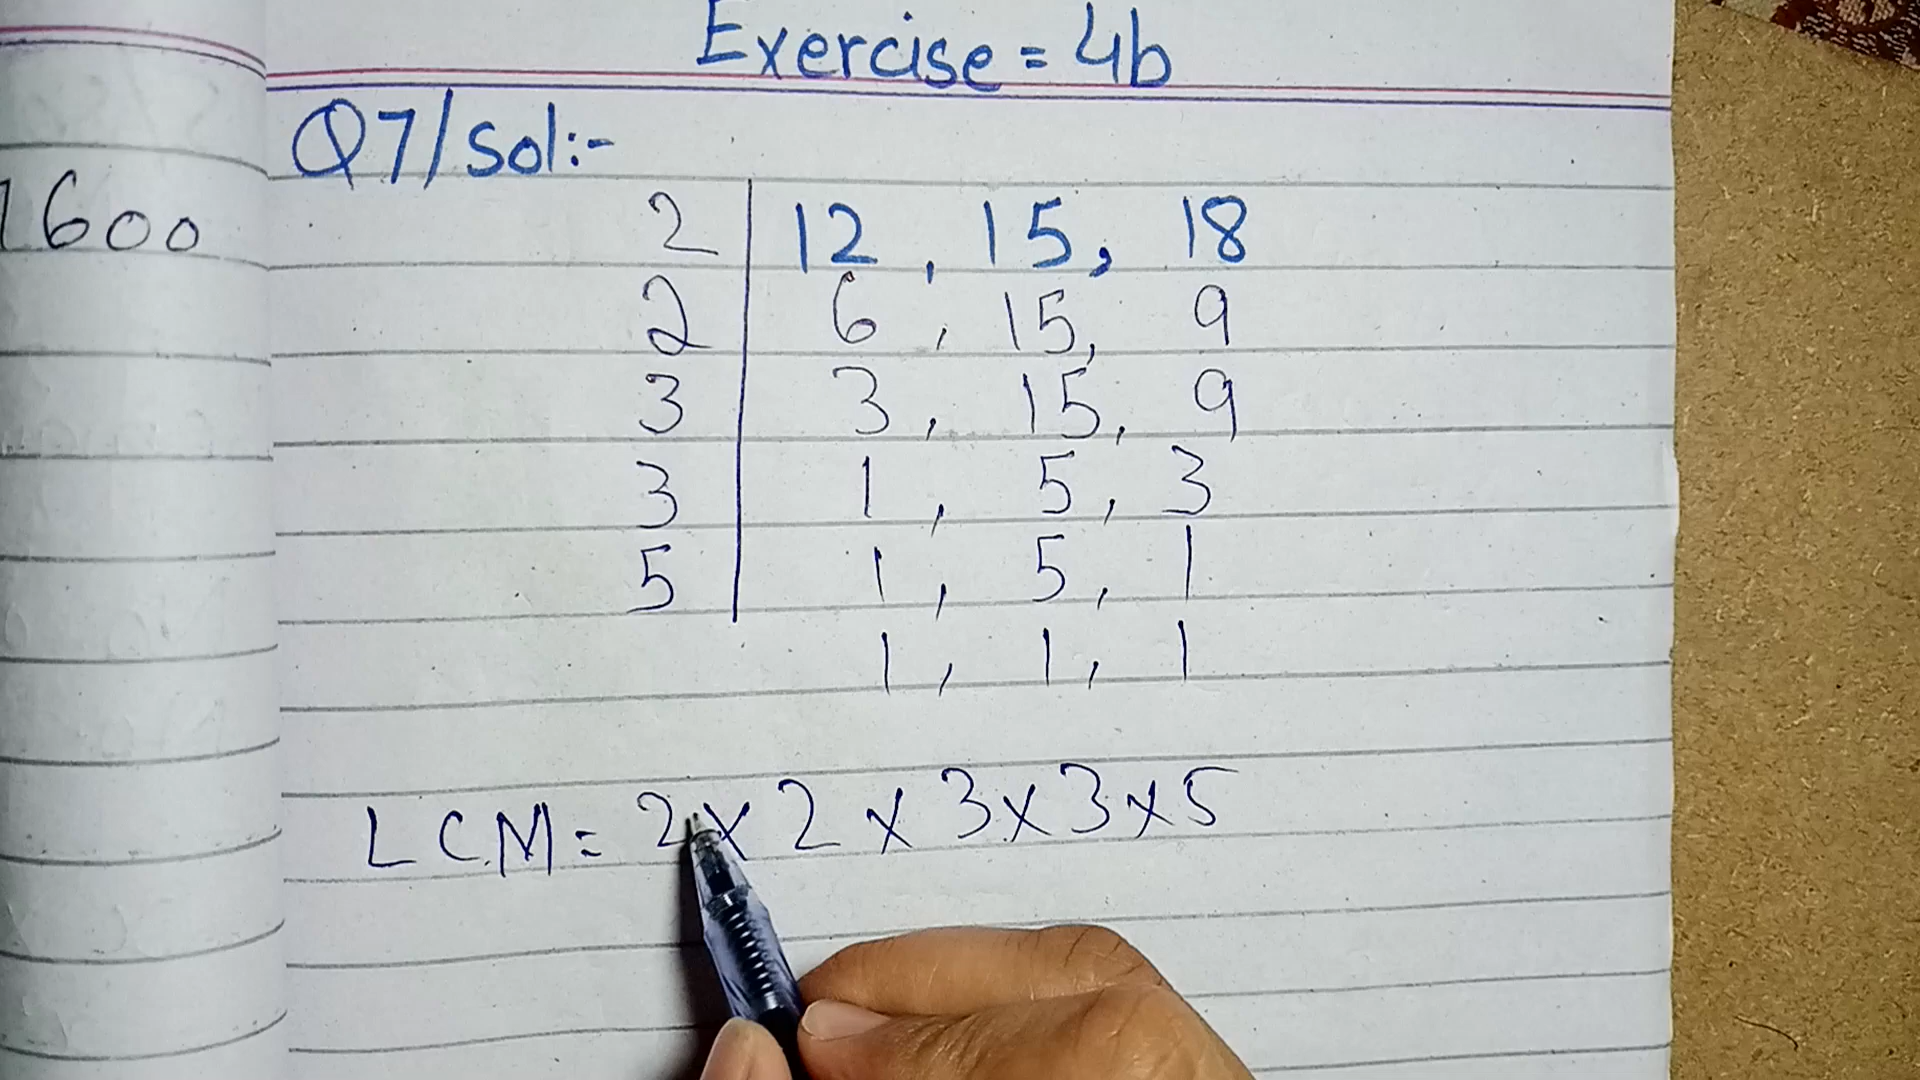 Exercise = 4b
Q7/Sol:-
600
2 | 12, 15, 18
2 | 6, 15, 9
3 | 3, 15, 9
3 | 1, 5, 3
5 | 1, 5, 1
1, 1, 1
LCM = 2 x 2 x 3 x 3 x 5